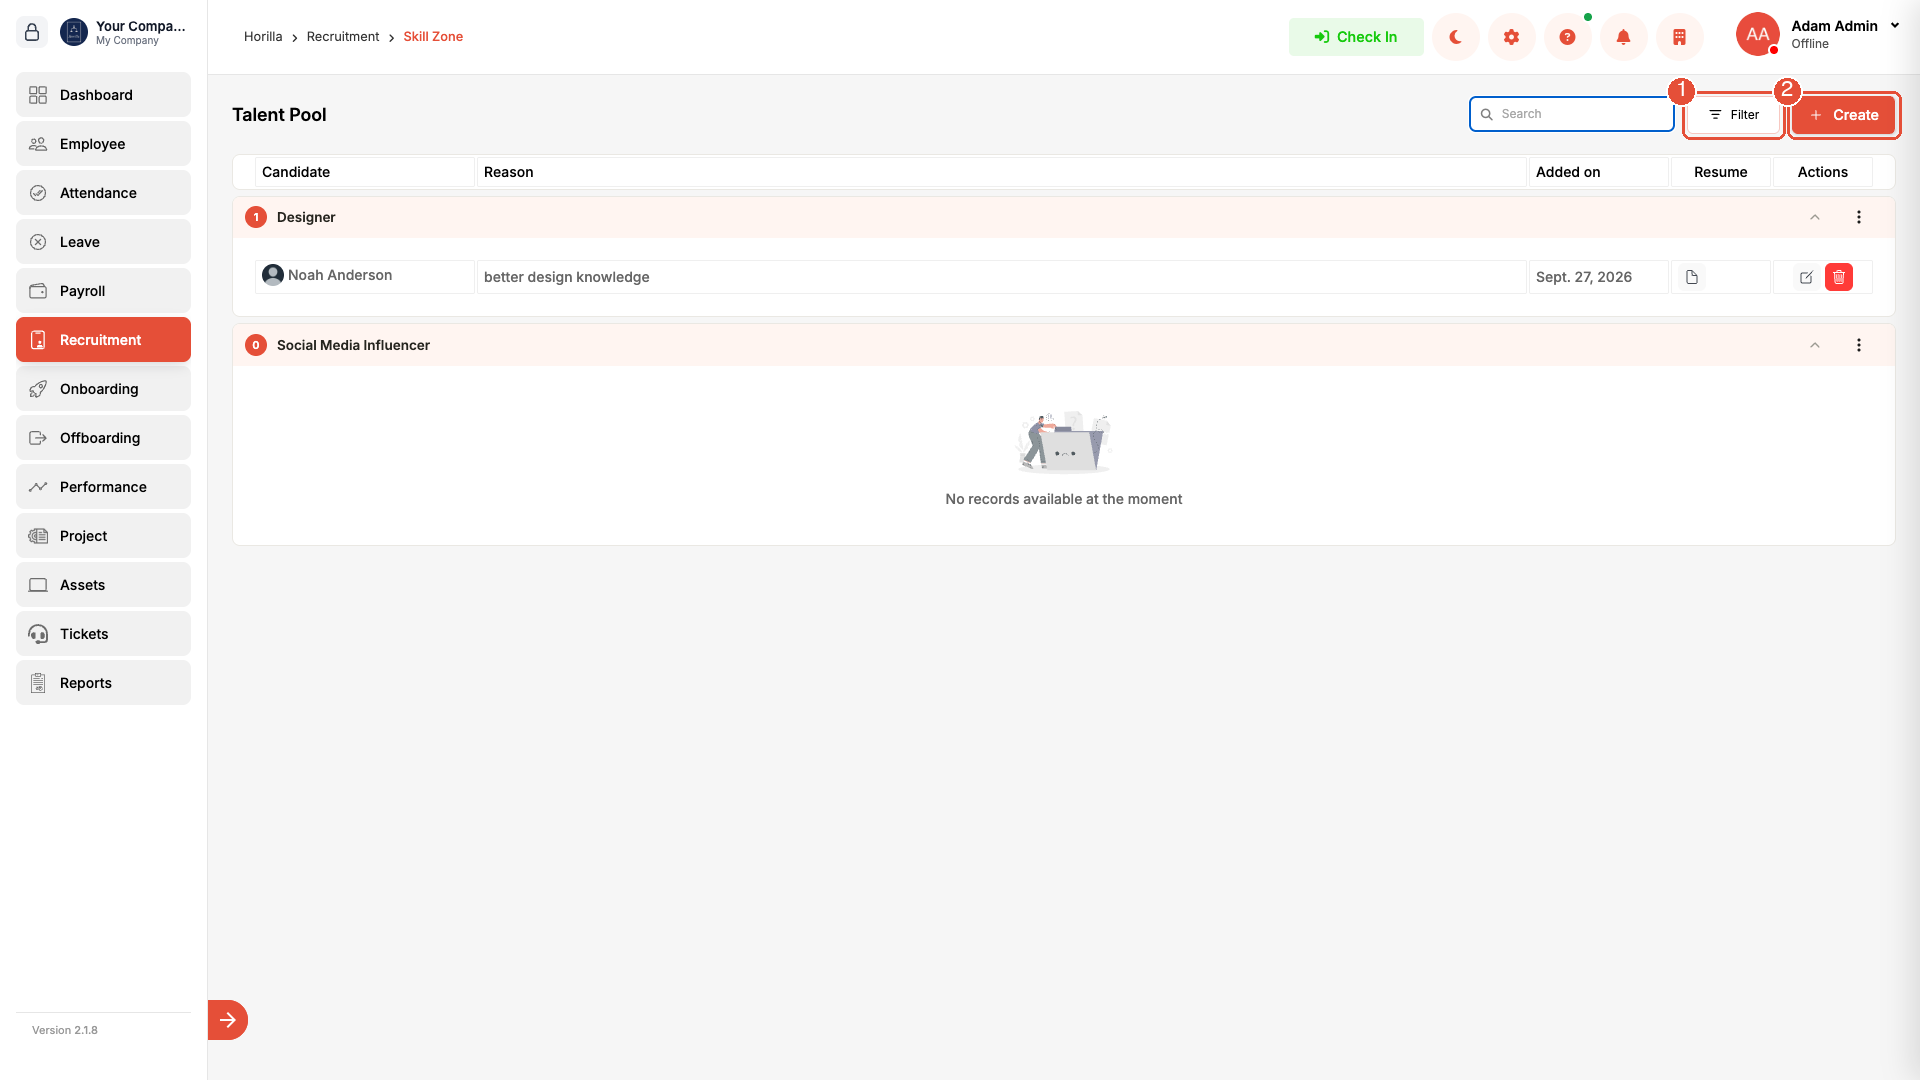 Your Compa...
My Company
Horilla > Recruitment > Skill Zone
Check In
AA
Adam Admin
Offline
Dashboard
Employee
Attendance
Leave
Payroll
Recruitment
Onboarding
Offboarding
Performance
Project
Assets
Tickets
Reports
Version 2.1.8
Talent Pool
Search
1
Filter
2
+ Create
Candidate Reason Added on Resume Actions
1 Designer
Noah Anderson better design knowledge Sept. 27, 2026
0 Social Media Influencer
No records available at the moment